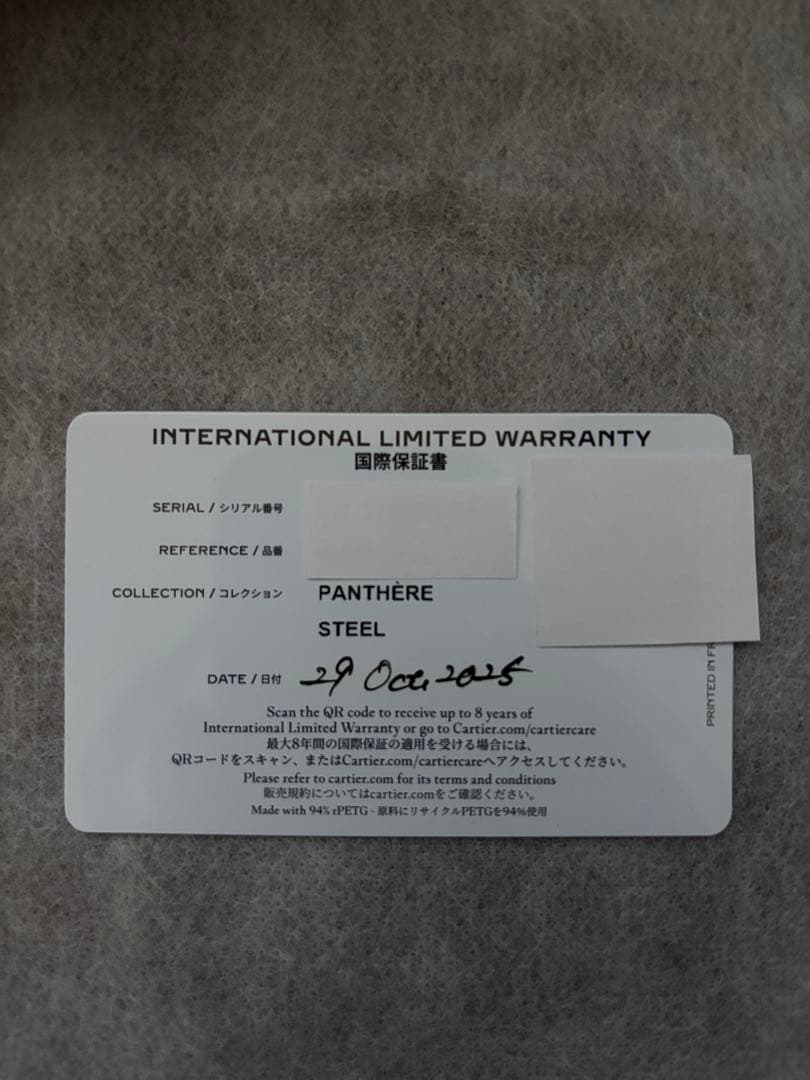 INTERNATIONAL LIMITED WARRANTY
国際保証書
SERIAL / シリアル番号
REFERENCE / 品番
COLLECTION / コレクション PANTHÈRE
STEEL
DATE / 日付 29 Oct 2025
Scan the QR code to receive up to 8 years of
International Limited Warranty or go to Cartier.com/cartiercare
最大8年間の国際保証の適用を受ける場合には、
QRコードをスキャン、またはCartier.com/cartiercareへアクセスしてください。
Please refer to cartier.com for its terms and conditions
販売規約についてはcartier.comをご確認ください。
Made with 94% rPETG - 原料にリサイクルPETGを94%使用
PRINTED IN